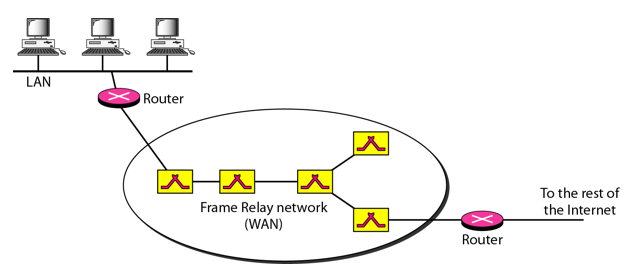 LAN
Router
Frame Relay network
(WAN)
To the rest of
the Internet
Router